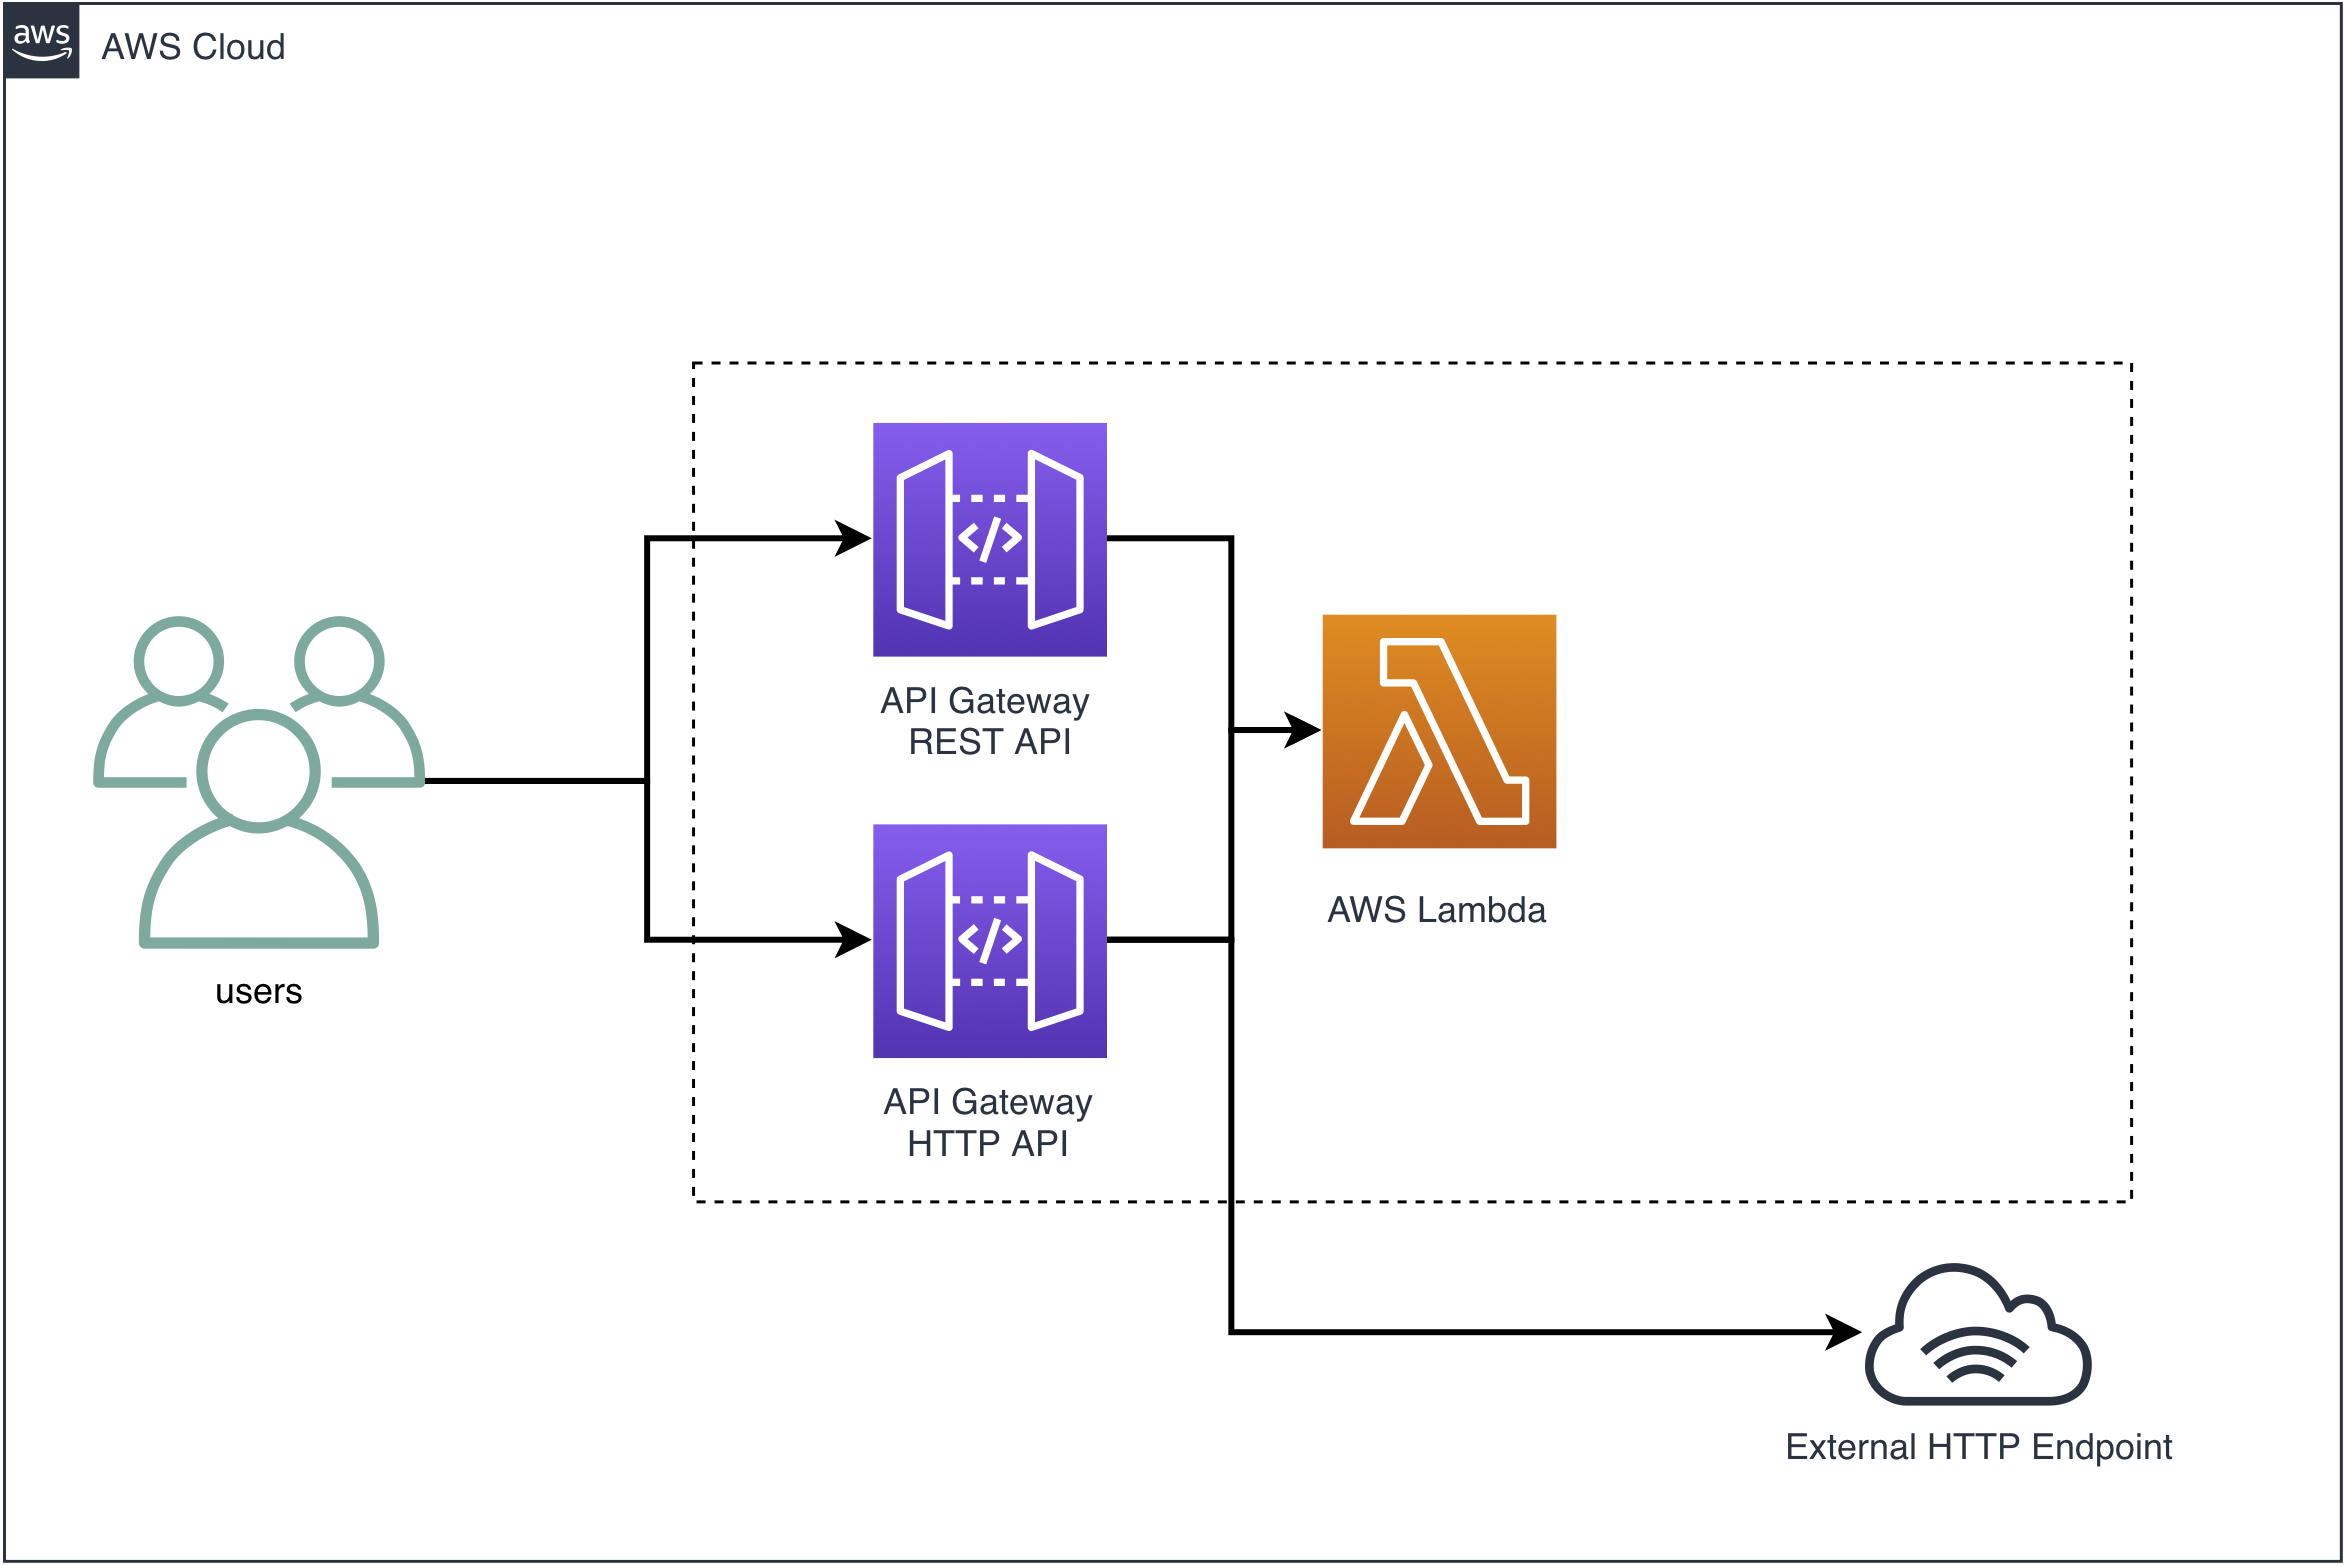 aws
AWS Cloud
API Gateway
REST API
AWS Lambda
users
API Gateway
HTTP API
External HTTP Endpoint